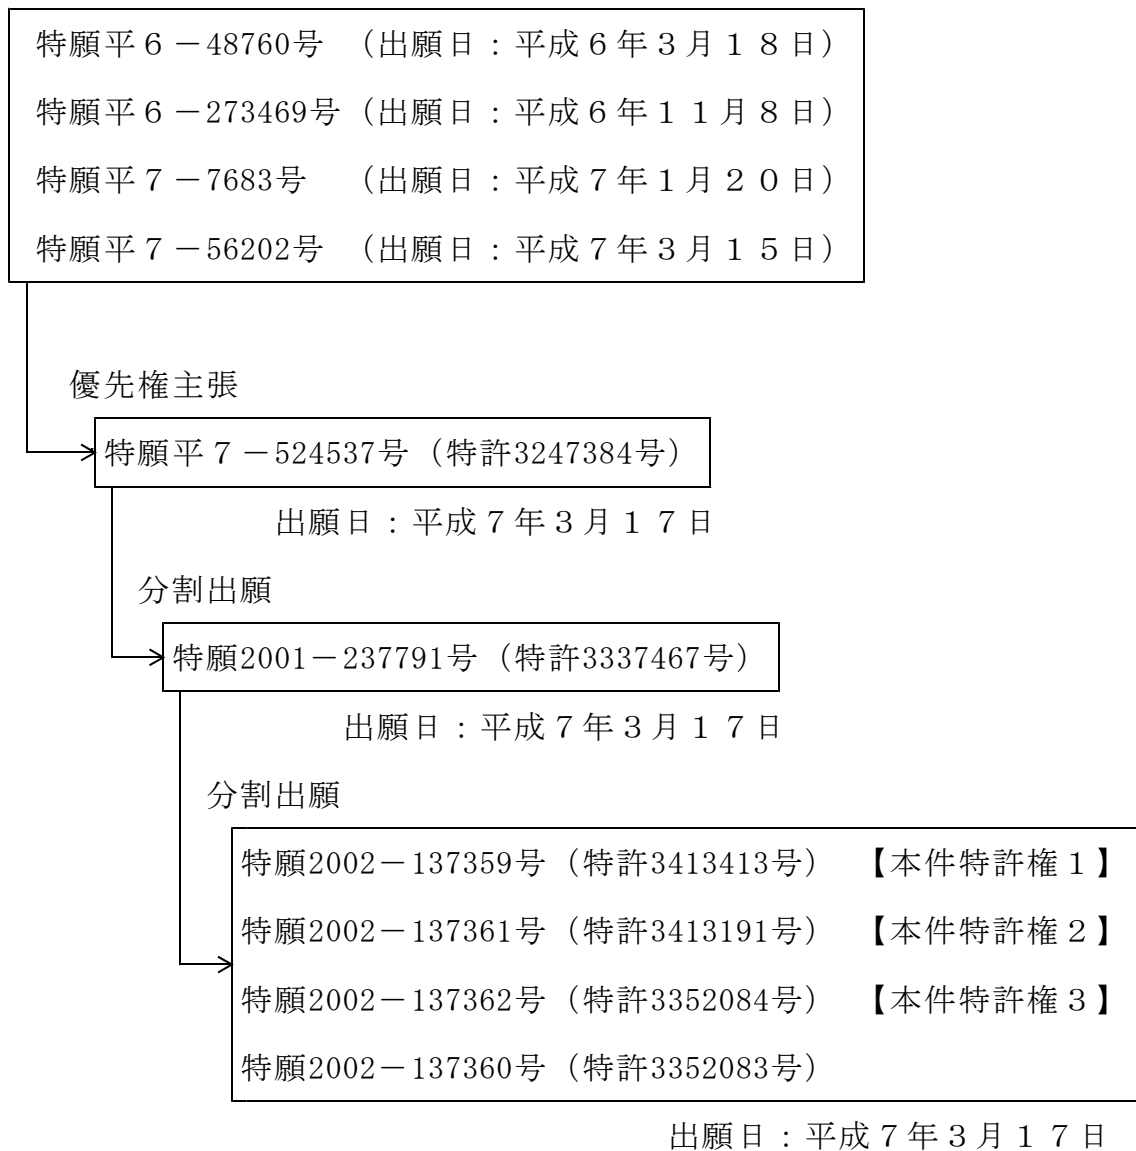 特願平６－48760号　（出願日：平成６年３月１８日）
特願平６－273469号（出願日：平成６年１１月８日）
特願平７－7683号　　（出願日：平成７年１月２０日）
特願平７－56202号　（出願日：平成７年３月１５日）
優先権主張
特願平７－524537号（特許3247384号）
出願日：平成７年３月１７日
分割出願
特願2001－237791号（特許3337467号）
出願日：平成７年３月１７日
分割出願
特願2002－137359号（特許3413413号）　【本件特許権１】
特願2002－137361号（特許3413191号）　【本件特許権２】
特願2002－137362号（特許3352084号）　【本件特許権３】
特願2002－137360号（特許3352083号）
出願日：平成７年３月１７日